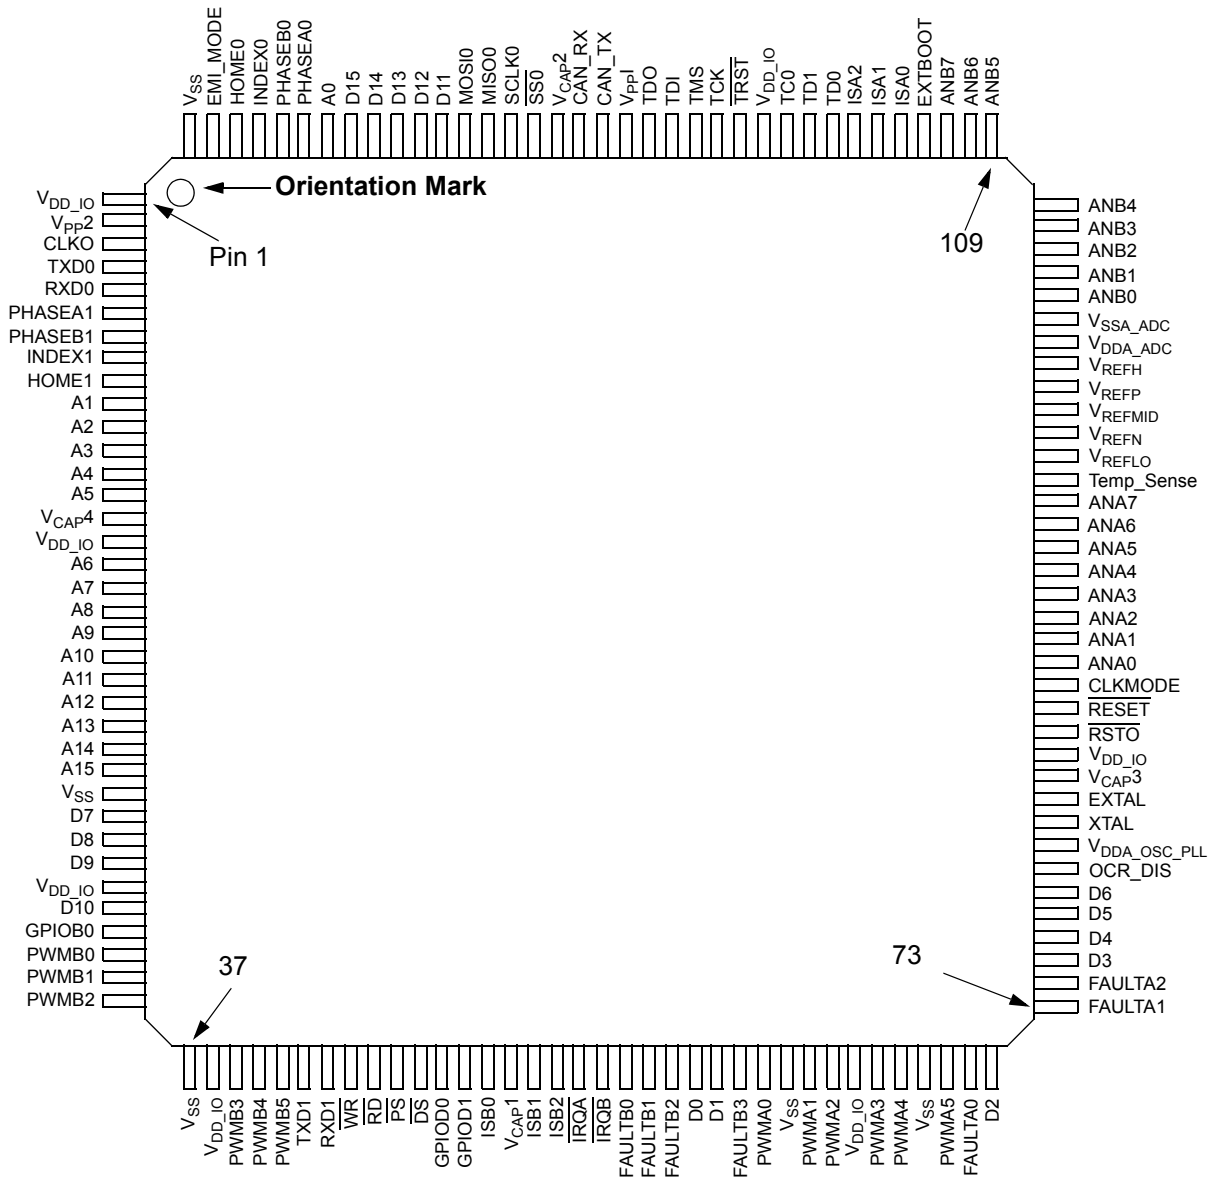 VSS
EMI_MODE
HOME0
INDEX0
PHASEB0
PHASEA0
A0
D15
D14
D13
D12
D11
MOSI0
MISO0
SCLK0
SS0
VCAP2
CAN_RX
CAN_TX
VPP1
TDO
TDI
TMS
TCK
TRST
VDD_IO
TC0
TD1
TD0
ISA2
ISA1
ISA0
EXTBOOT
ANB7
ANB6
ANB5
Orientation Mark
Pin 1
109
VDD_IO
VPP2
CLKO
TXD0
RXD0
PHASEA1
PHASEB1
INDEX1
HOME1
A1
A2
A3
A4
A5
VCAP4
VDD_IO
A6
A7
A8
A9
A10
A11
A12
A13
A14
A15
VSS
D7
D8
D9
VDD_IO
D10
GPIOB0
PWMB0
PWMB1
PWMB2
ANB4
ANB3
ANB2
ANB1
ANB0
VSSA_ADC
VDDA_ADC
VREFH
VREFP
VREFMID
VREFN
VREFLO
Temp_Sense
ANA7
ANA6
ANA5
ANA4
ANA3
ANA2
ANA1
ANA0
CLKMODE
RESET
RSTO
VDD_IO
VCAP3
EXTAL
XTAL
VDDA_OSC_PLL
OCR_DIS
D6
D5
D4
D3
FAULTA2
FAULTA1
37
73
VSS
VDD_IO
PWMB3
PWMB4
PWMB5
TXD1
RXD1
WR
RD
PS
DS
GPIOD0
GPIOD1
ISB0
VCAP1
ISB1
ISB2
IRQA
IRQB
FAULTB0
FAULTB1
FAULTB2
D0
D1
FAULTB3
PWMA0
VSS
PWMA1
PWMA2
VDD_IO
PWMA3
PWMA4
VSS
PWMA5
FAULTA0
D2